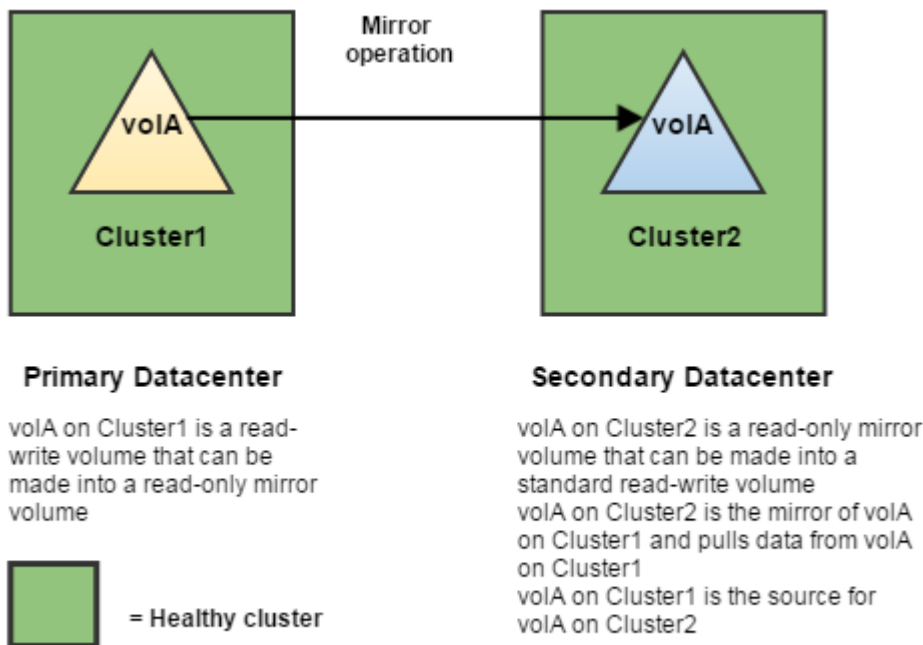 Mirror
operation
volA
volA
Cluster1
Cluster2
Primary Datacenter
volA on Cluster1 is a read-
write volume that can be
made into a read-only mirror
volume
= Healthy cluster
Secondary Datacenter
volA on Cluster2 is a read-only mirror
volume that can be made into a
standard read-write volume
volA on Cluster2 is the mirror of volA
on Cluster1 and pulls data from volA
on Cluster1
volA on Cluster1 is the source for
volA on Cluster2